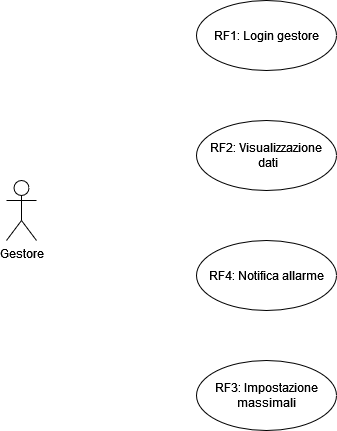 RF1: Login gestore
RF2: Visualizzazione
dati
Gestore
RF4: Notifica allarme
RF3: Impostazione
massimali